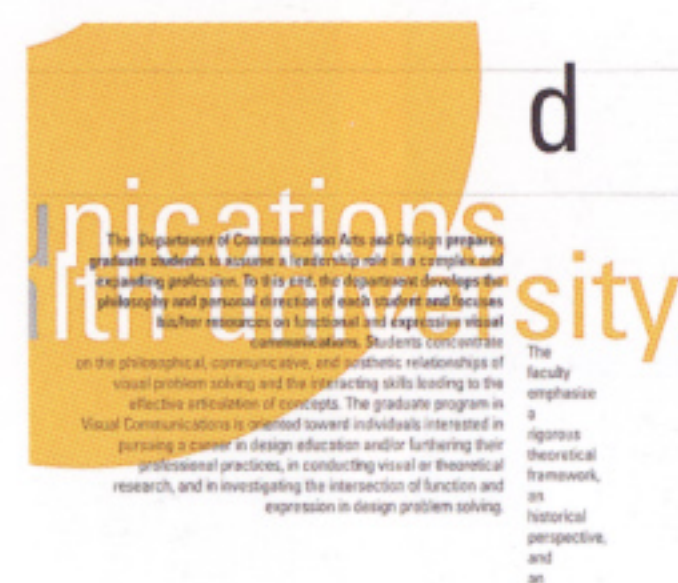 d
unications
lth university
The Department of Communication Arts and Design prepares
graduate students to assume a leadership role in a complex and
expanding profession. To this end, the department develops the
philosophy and personal direction of each student and focuses
his/her resources on functional and expressive visual
communications. Students concentrate
on the philosophical, communicative, and aesthetic relationships of
visual problem solving and the interacting skills leading to the
effective articulation of concepts. The graduate program in
Visual Communications is oriented toward individuals interested in
pursuing a career in design education and/or furthering their
professional practices, in conducting visual or theoretical
research, and in investigating the intersection of function and
expression in design problem solving.
The
faculty
emphasize
a
rigorous
theoretical
framework,
an
historical
perspective,
and
an